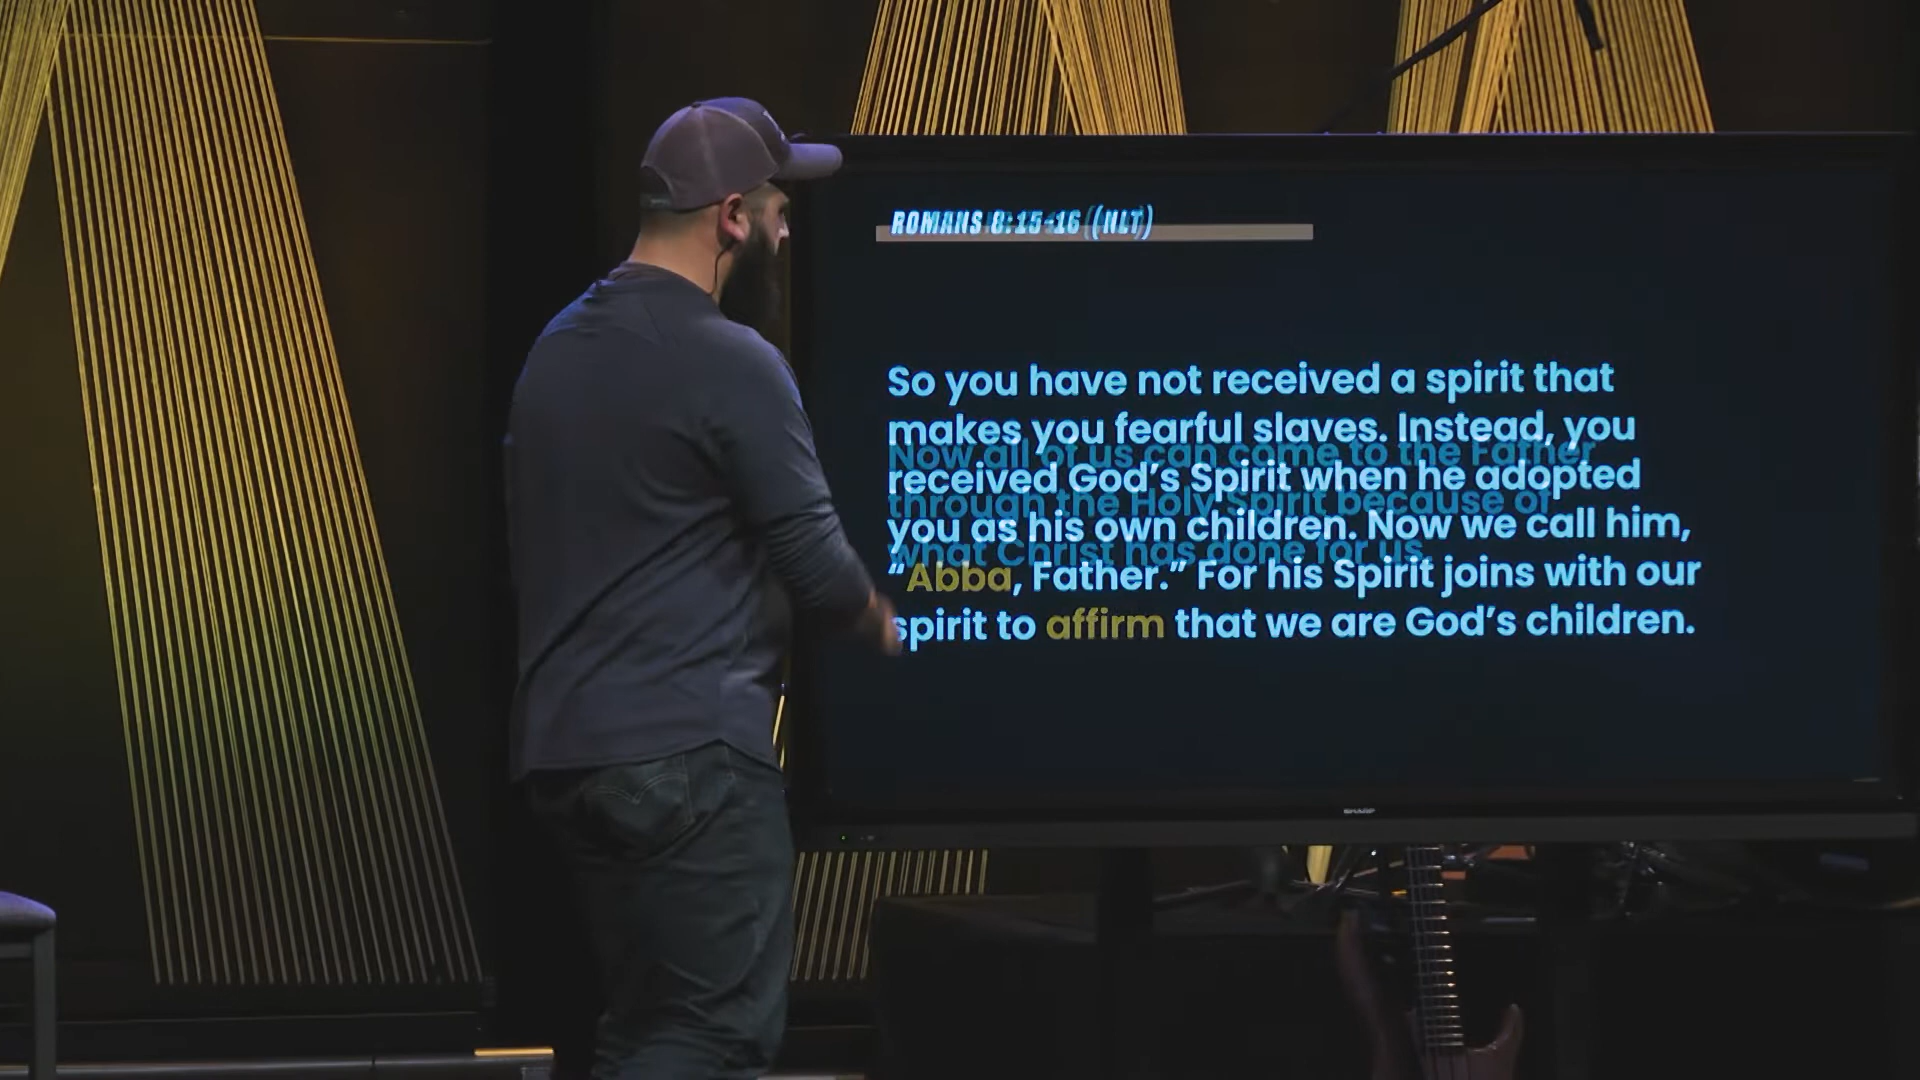 ROMANS 8:15-16 (NLT)
So you have not received a spirit that
makes you fearful slaves. Instead, you
Now all of us can come to the Father
received God's Spirit when he adopted
through the Holy Spirit because of
you as his own children. Now we call him,
what Christ has done for us.
“Abba, Father.” For his Spirit joins with our
spirit to affirm that we are God's children.
SHARP